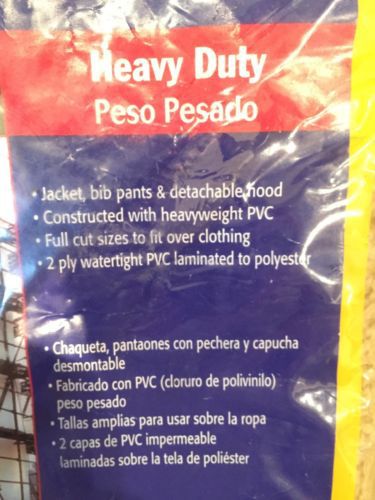 Heavy Duty
Peso Pesado
• Jacket, bib pants & detachable hood
• Constructed with heavyweight PVC
• Full cut sizes to fit over clothing
• 2 ply watertight PVC laminated to polyester
• Chaqueta, pantaones con pechera y capucha
desmontable
• Fabricado con PVC (cloruro de polivinilo)
peso pesado
• Tallas amplias para usar sobre la ropa
• 2 capas de PVC impermeable
laminadas sobre la tela de poliéster